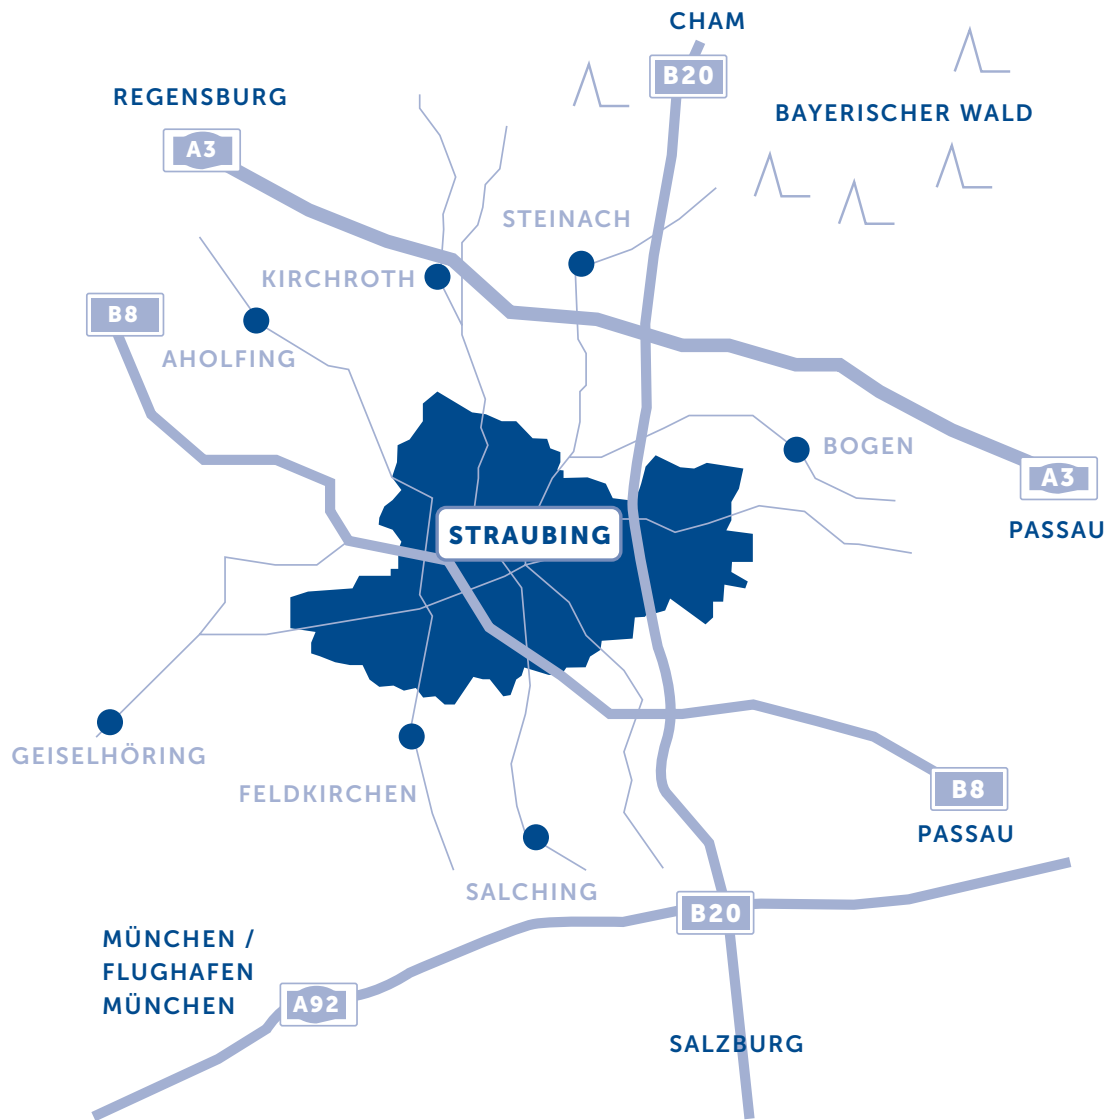 CHAM
B20
REGENSBURG
BAYERISCHER WALD
A3
STEINACH
KIRCHROTH
B8
AHOLFING
BOGEN
A3
PASSAU
STRAUBING
GEISELHÖRING
FELDKIRCHEN
B8
PASSAU
SALCHING
B20
MÜNCHEN /
FLUGHAFEN
MÜNCHEN
A92
SALZBURG